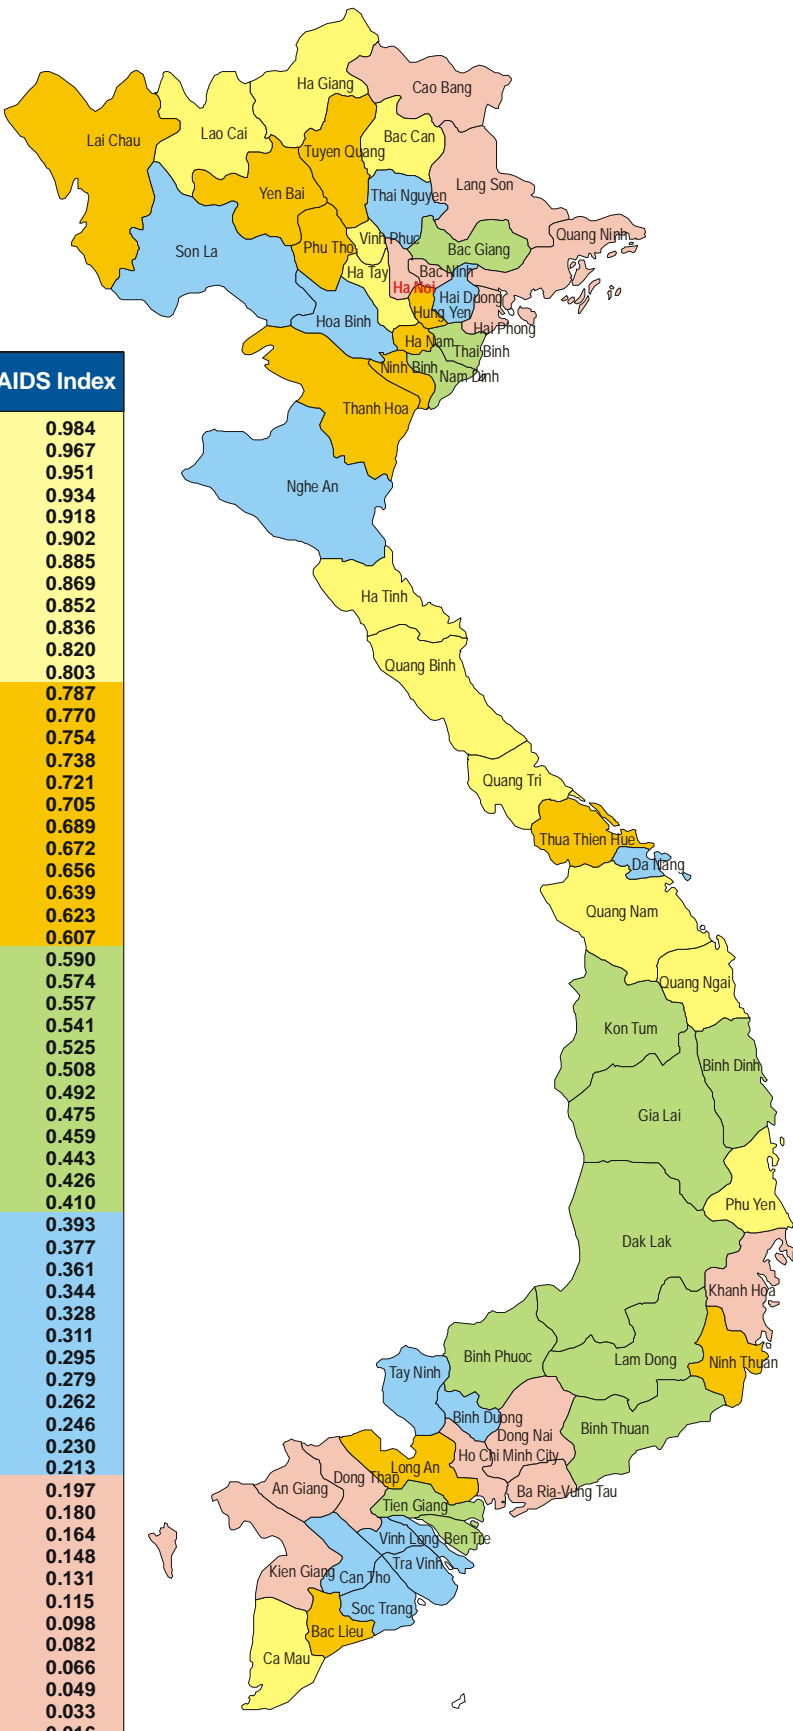 Ha Giang
Cao Bang
Lai Chau
Lao Cai
Bac Can
Tuyen Quang
Lang Son
Yen Bai
Thai Nguyen
Quang Ninh
Vinh Phuc
Phu Tho
Bac Giang
Son La
Ha Tay
Bac Ninh
Ha Noi
Hai Duong
Hung Yen
Hoa Binh
Hai Phong
Ha Nam
Thai Binh
Ninh Binh
Nam Dinh
Thanh Hoa
Nghe An
Ha Tinh
Quang Binh
Quang Tri
Thua Thien Hue
Da Nang
Quang Nam
Quang Ngai
Kon Tum
Binh Dinh
Gia Lai
Phu Yen
Dak Lak
Khanh Hoa
Binh Phuoc
Lam Dong
Ninh Thuan
Tay Ninh
Binh Duong
Binh Thuan
Dong Nai
Ho Chi Minh City
Long An
Dong Thap
An Giang
Ba Ria-Vung Tau
Tien Giang
Vinh Long
Ben Tre
Tra Vinh
Kien Giang
Can Tho
Soc Trang
Bac Lieu
Ca Mau
AIDS Index
0.984
0.967
0.951
0.934
0.918
0.902
0.885
0.869
0.852
0.836
0.820
0.803
0.787
0.770
0.754
0.738
0.721
0.705
0.689
0.672
0.656
0.639
0.623
0.607
0.590
0.574
0.557
0.541
0.525
0.508
0.492
0.475
0.459
0.443
0.426
0.410
0.393
0.377
0.361
0.344
0.328
0.311
0.295
0.279
0.262
0.246
0.230
0.213
0.197
0.180
0.164
0.148
0.131
0.115
0.098
0.082
0.066
0.049
0.033
0.016